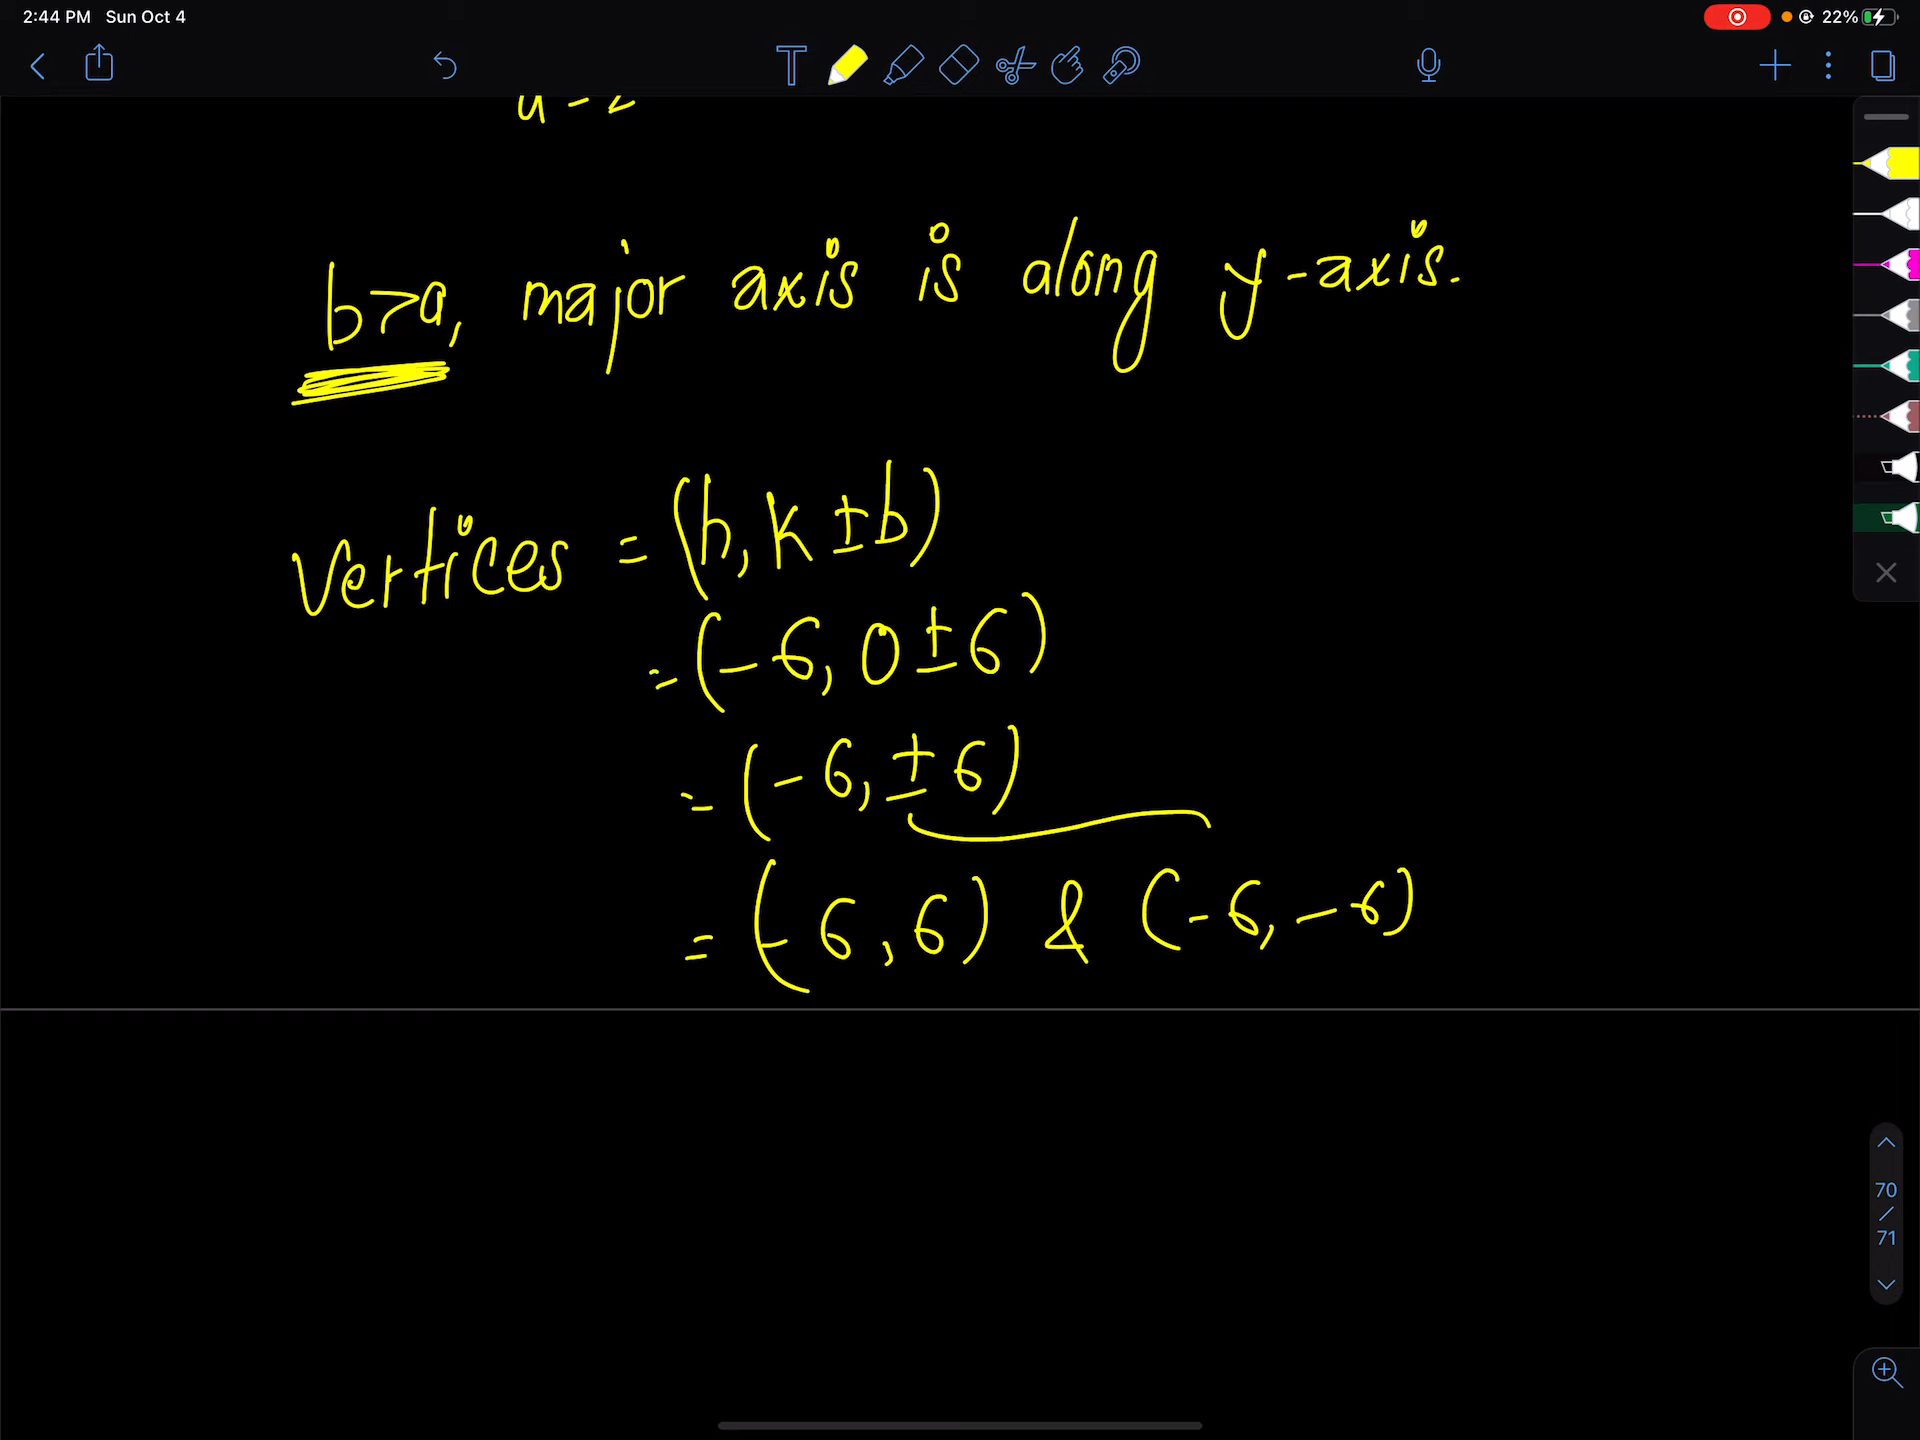 2:44 PM Sun Oct 4
22%
b>a, major axis is along y-axis.
Vertices = (h, k ± b)
= (-6, 0 ± 6)
= (-6, ± 6)
= (-6, 6) & (-6, -6)
70
/
71